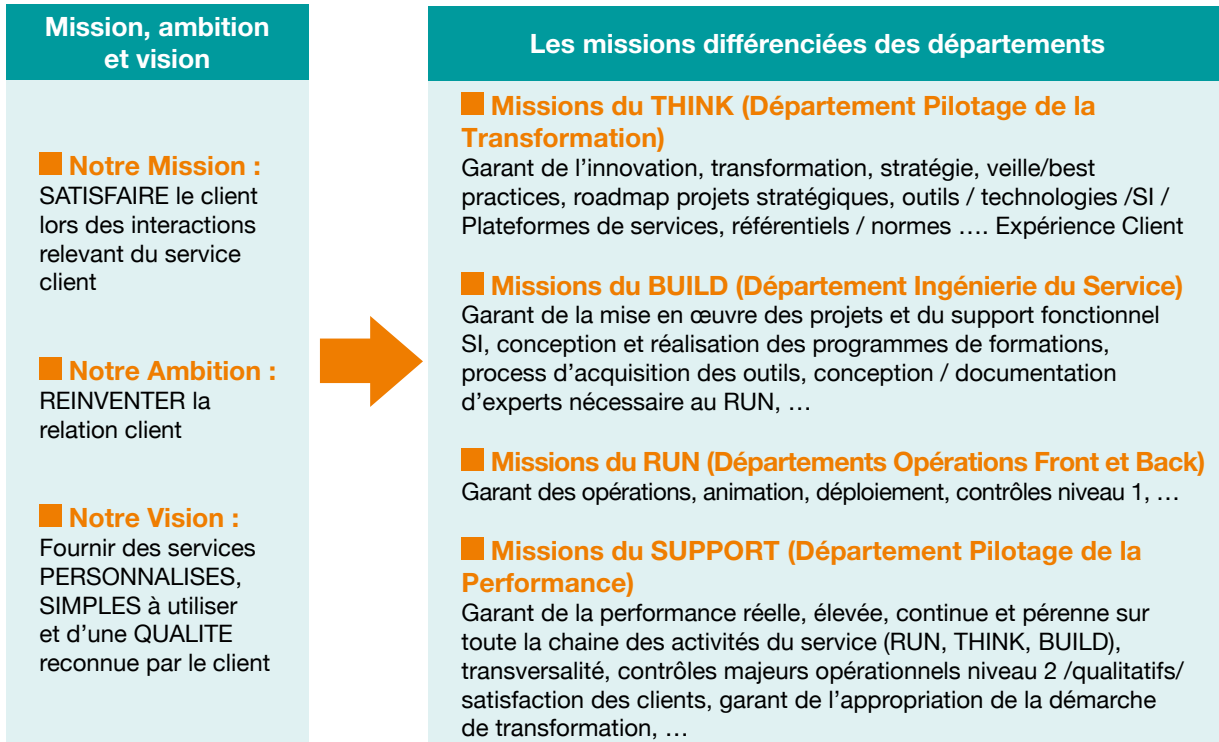 Mission, ambition
et vision
Notre Mission :
SATISFAIRE le client
lors des interactions
relevant du service
client
Notre Ambition :
REINVENTER la
relation client
Notre Vision :
Fournir des services
PERSONNALISES,
SIMPLES à utiliser
et d’une QUALITE
reconnue par le client
Les missions différenciées des départements
Missions du THINK (Département Pilotage de la
Transformation)
Garant de l’innovation, transformation, stratégie, veille/best
practices, roadmap projets stratégiques, outils / technologies /SI /
Plateformes de services, référentiels / normes …. Expérience Client
Missions du BUILD (Département Ingénierie du Service)
Garant de la mise en œuvre des projets et du support fonctionnel
SI, conception et réalisation des programmes de formations,
process d’acquisition des outils, conception / documentation
d’experts nécessaire au RUN, …
Missions du RUN (Départements Opérations Front et Back)
Garant des opérations, animation, déploiement, contrôles niveau 1, …
Missions du SUPPORT (Département Pilotage de la
Performance)
Garant de la performance réelle, élevée, continue et pérenne sur
toute la chaine des activités du service (RUN, THINK, BUILD),
transversalité, contrôles majeurs opérationnels niveau 2 /qualitatifs/
satisfaction des clients, garant de l’appropriation de la démarche
de transformation, …